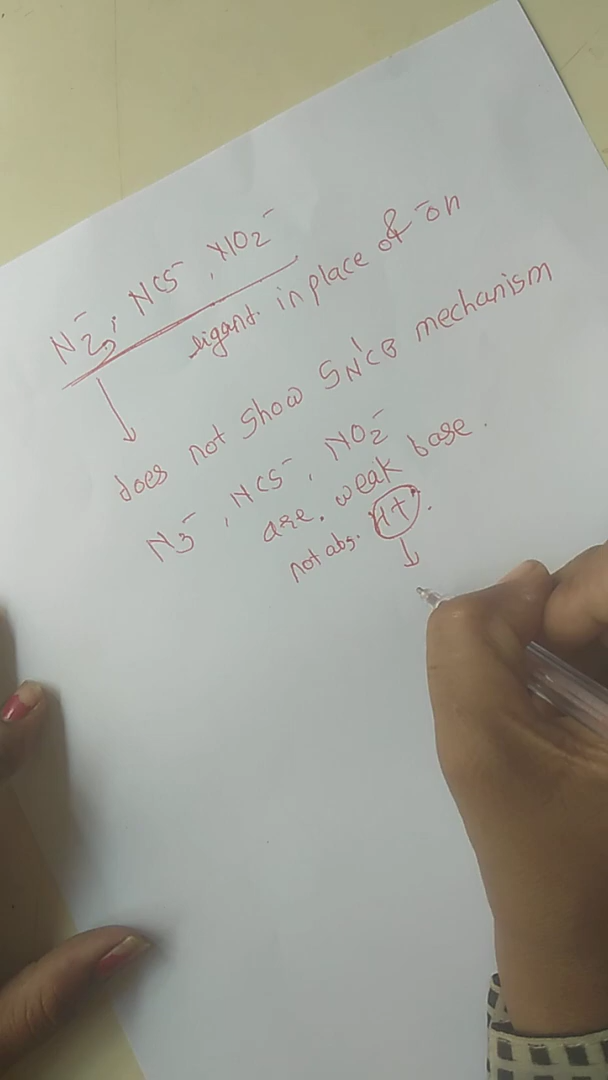 N3⁻, NCS⁻, NO2⁻
ligant. in place of ⁻OH
does not show SN¹CB mechanism
N3⁻, NCS⁻, NO2⁻
are. weak base.
not abs. H+.